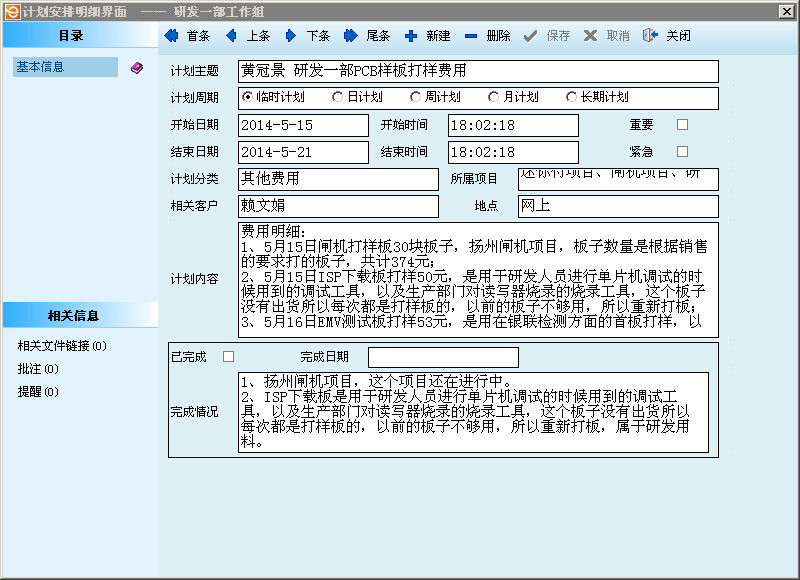 计划安排明细界面 —— 研发一部工作组
目录
首条 上条 下条 尾条 新建 删除 保存 取消 关闭
基本信息
计划主题 黄冠景 研发一部PCB样板打样费用
计划周期 临时计划 日计划 周计划 月计划 长期计划
开始日期 2014-5-15 开始时间 18:02:18 重要
结束日期 2014-5-21 结束时间 18:02:18 紧急
计划分类 其他费用 所属项目
相关客户 赖文娟 地点 网上
计划内容
费用明细:
1、5月15日闸机打样板30块板子，扬州闸机项目，板子数量是根据销售
的要求打的板子，共计374元;
2、5月15日ISP下载板打样50元，是用于研发人员进行单片机调试的时
候用到的调试工具，以及生产部门对读写器烧录的烧录工具，这个板子
没有出货所以每次都是打样板的，以前的板子不够用，所以重新打板;
3、5月16日EMV测试板打样53元，是用在银联检测方面的首板打样，以
相关信息
相关文件链接(0)
批注(0)
提醒(0)
已完成 完成日期
完成情况
1、扬州闸机项目，这个项目还在进行中。
2、ISP下载板是用于研发人员进行单片机调试的时候用到的调试工
具，以及生产部门对读写器烧录的烧录工具，这个板子没有出货所以
每次都是打样板的，以前的板子不够用，所以重新打板，属于研发用
料。